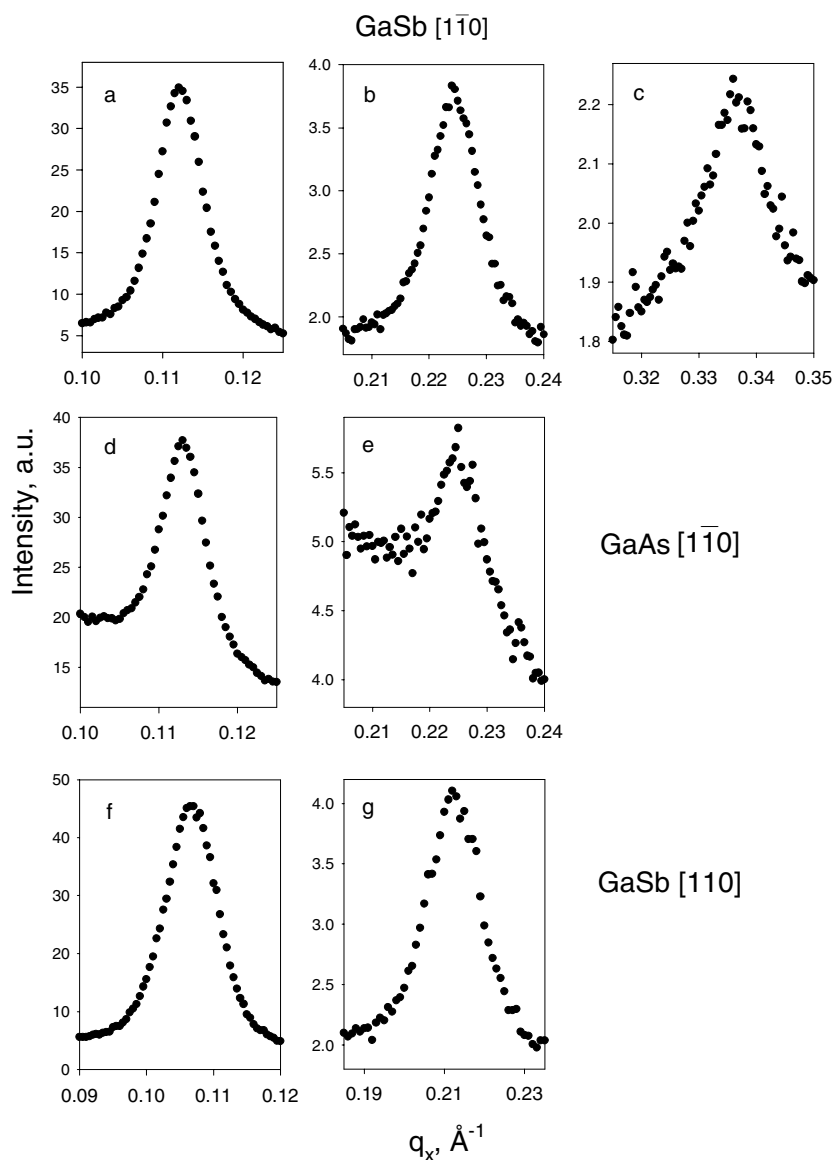 GaSb [11̅0]
a b c
35 30 25 20 15 10 5
4.0 3.5 3.0 2.5 2.0
2.2 2.1 2.0 1.9 1.8
0.10 0.11 0.12
0.21 0.22 0.23 0.24
0.32 0.33 0.34 0.35
d e
40 35 30 25 20 15
5.5 5.0 4.5 4.0
0.10 0.11 0.12
0.21 0.22 0.23 0.24
Intensity, a.u.
GaAs [11̅0]
f g
50 40 30 20 10 0
4.0 3.5 3.0 2.5 2.0
0.09 0.10 0.11 0.12
0.19 0.21 0.23
GaSb [110]
qₓ, Å⁻¹